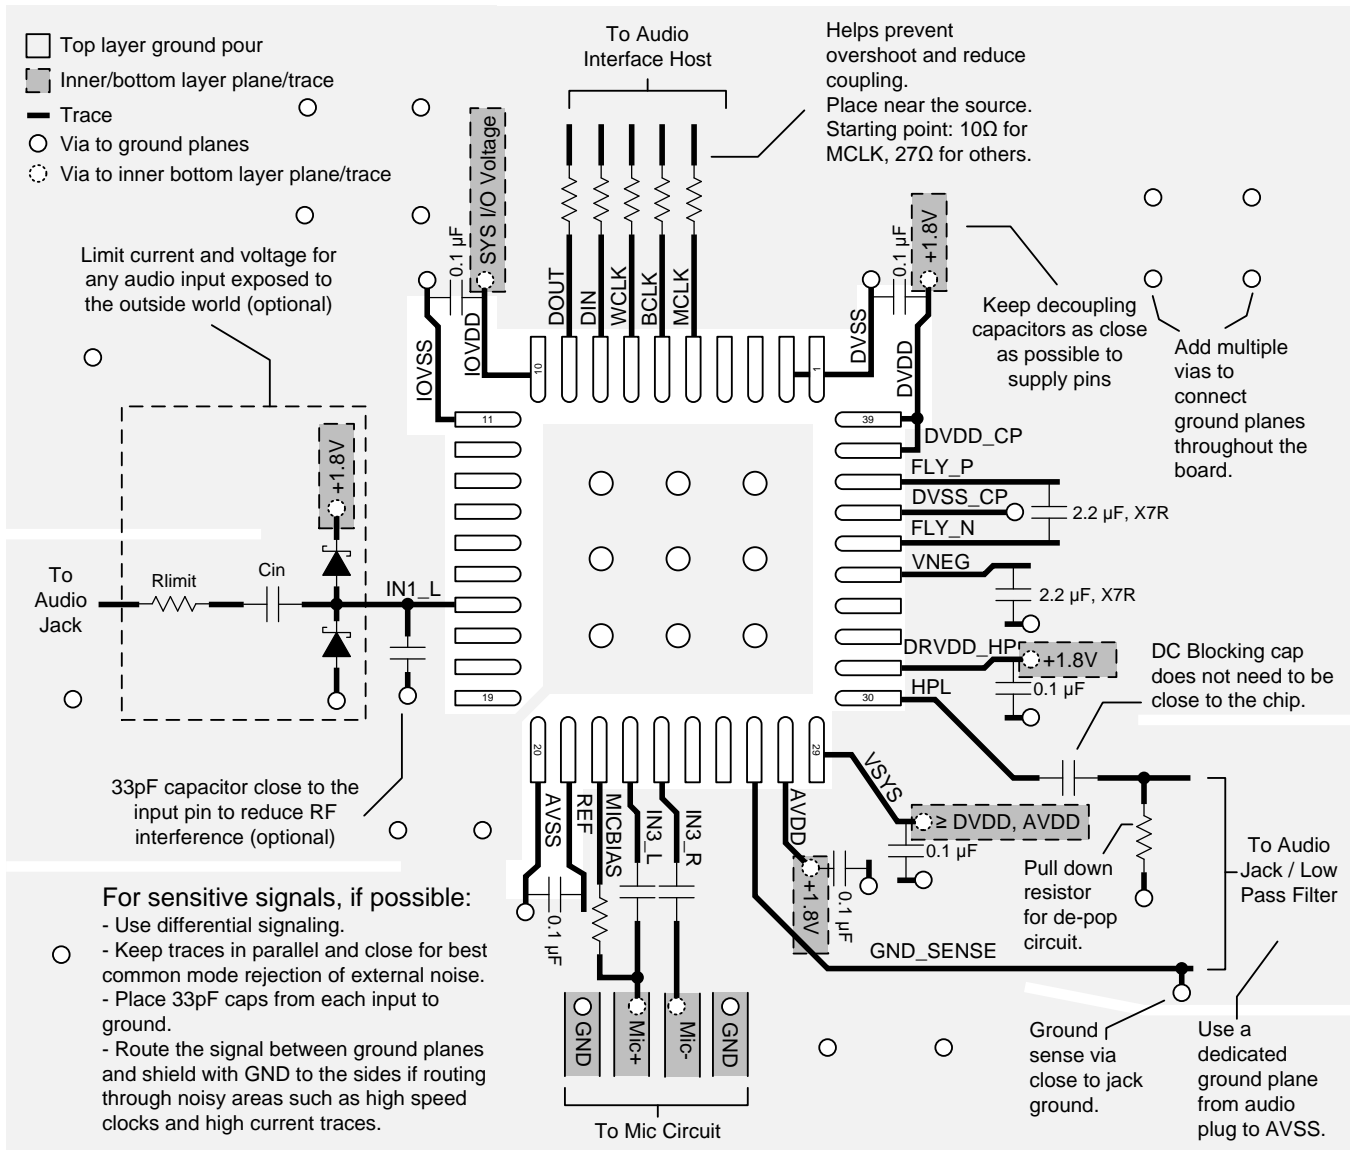 Top layer ground pour
Inner/bottom layer plane/trace
Trace
Via to ground planes
Via to inner bottom layer plane/trace
To Audio
Interface Host
Helps prevent
overshoot and reduce
coupling.
Place near the source.
Starting point: 10Ω for
MCLK, 27Ω for others.
Limit current and voltage for
any audio input exposed to
the outside world (optional)
SYS I/O Voltage
0.1 µF
IOVSS
IOVDD
DOUT
DIN
WCLK
BCLK
MCLK
DVSS
0.1 µF
+1.8V
DVDD
Keep decoupling
capacitors as close
as possible to
supply pins
Add multiple
vias to
connect
ground planes
throughout the
board.
10
1
11
39
DVDD_CP
FLY_P
DVSS_CP
FLY_N
2.2 µF, X7R
VNEG
2.2 µF, X7R
DRVDD_HP
+1.8V
0.1 µF
HPL
30
19
20
29
+1.8V
To
Audio
Jack
Rlimit
Cin
IN1_L
33pF capacitor close to the
input pin to reduce RF
interference (optional)
DC Blocking cap
does not need to be
close to the chip.
AVSS
REF
MICBIAS
IN3_L
IN3_R
AVDD
VSYS
≥ DVDD, AVDD
0.1 µF
+1.8V
0.1 µF
0.1 µF
GND_SENSE
Pull down
resistor
for de-pop
circuit.
To Audio
Jack / Low
Pass Filter
For sensitive signals, if possible:
- Use differential signaling.
- Keep traces in parallel and close for best
common mode rejection of external noise.
- Place 33pF caps from each input to
ground.
- Route the signal between ground planes
and shield with GND to the sides if routing
through noisy areas such as high speed
clocks and high current traces.
GND
Mic+
Mic-
GND
To Mic Circuit
Ground
sense via
close to jack
ground.
Use a
dedicated
ground plane
from audio
plug to AVSS.